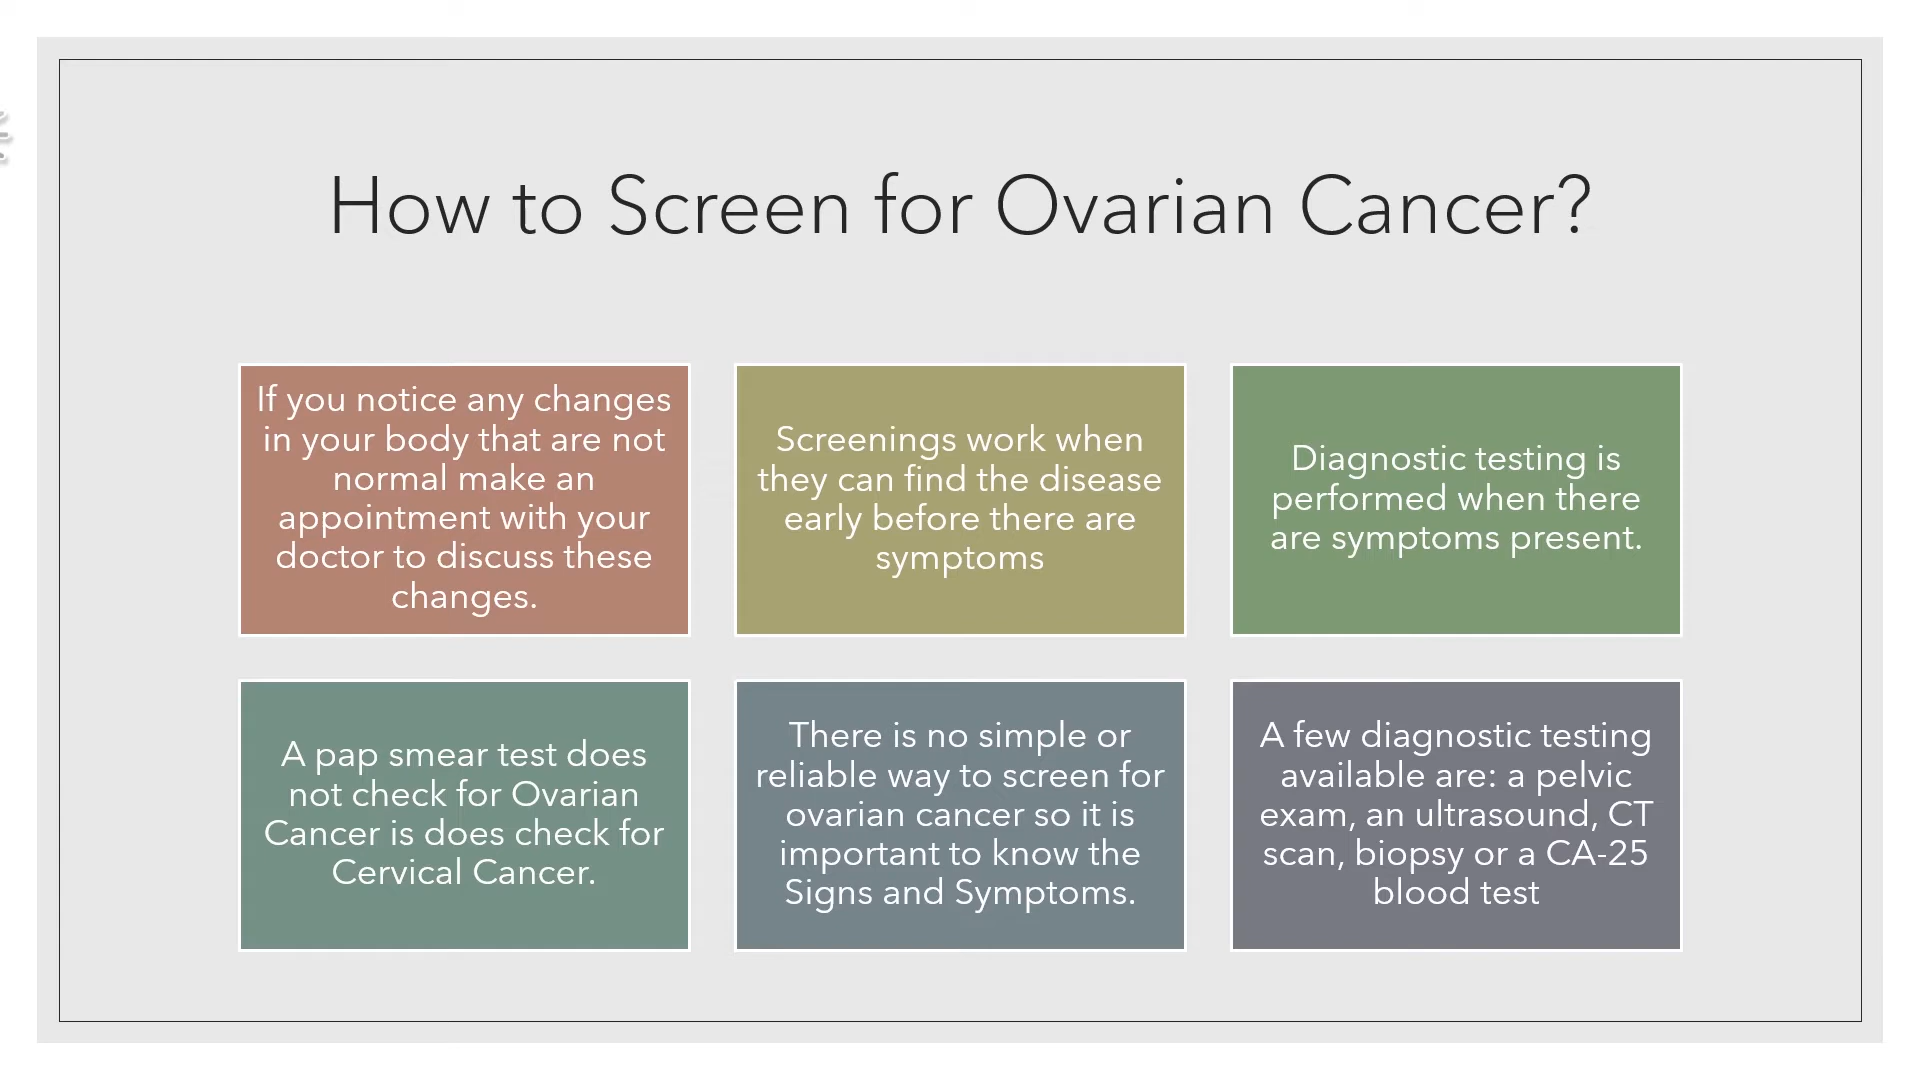 How to Screen for Ovarian Cancer?
If you notice any changes
in your body that are not
normal make an
appointment with your
doctor to discuss these
changes.
Screenings work when
they can find the disease
early before there are
symptoms
Diagnostic testing is
performed when there
are symptoms present.
A pap smear test does
not check for Ovarian
Cancer is does check for
Cervical Cancer.
There is no simple or
reliable way to screen for
ovarian cancer so it is
important to know the
Signs and Symptoms.
A few diagnostic testing
available are: a pelvic
exam, an ultrasound, CT
scan, biopsy or a CA-25
blood test